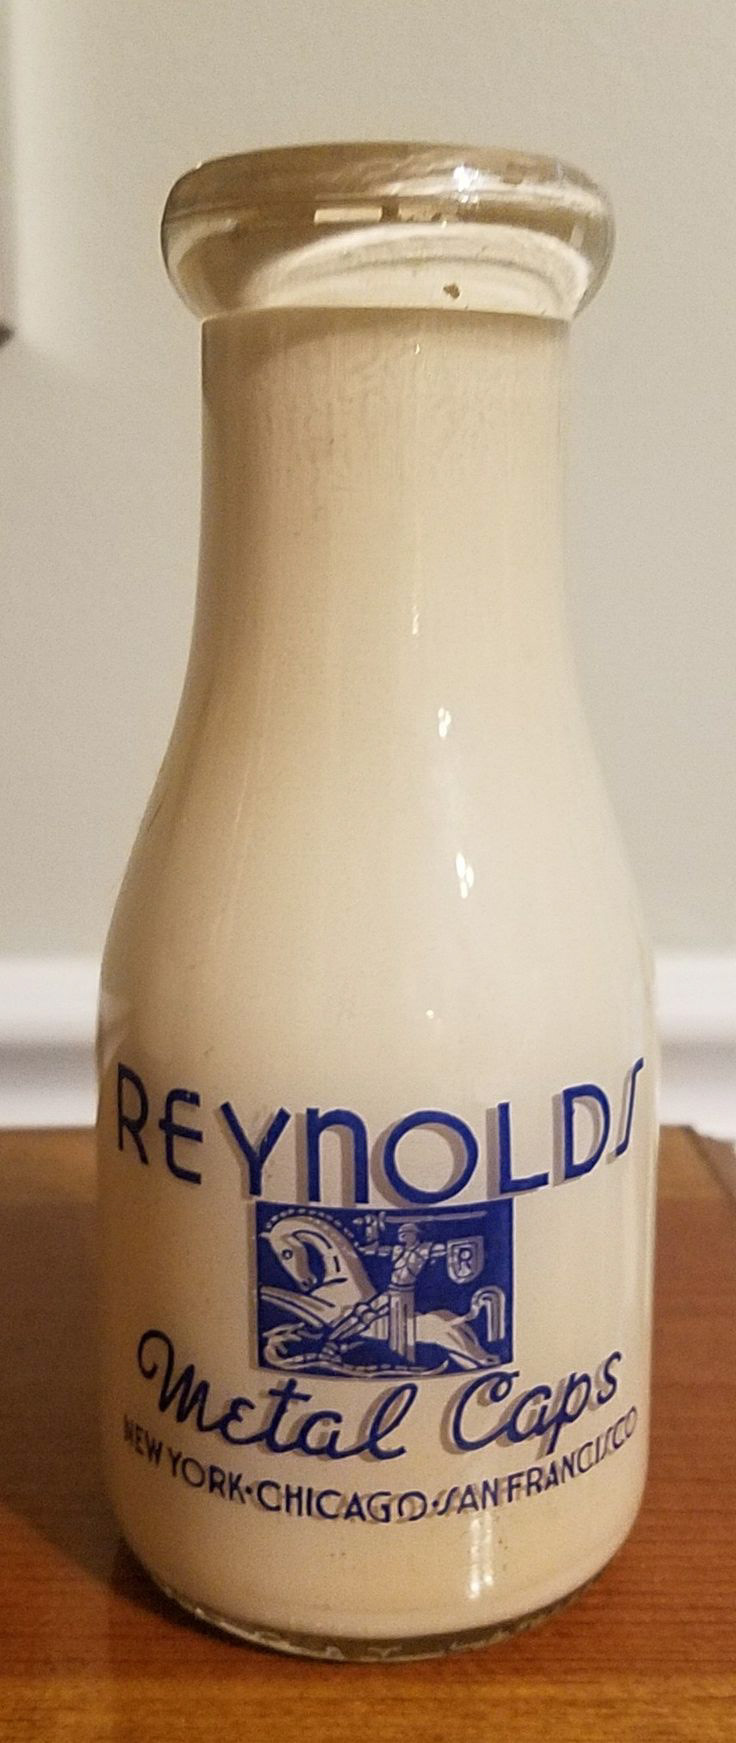 REYNOLDS
R
Metal Caps
NEW YORK·CHICAGO·SAN FRANCISCO